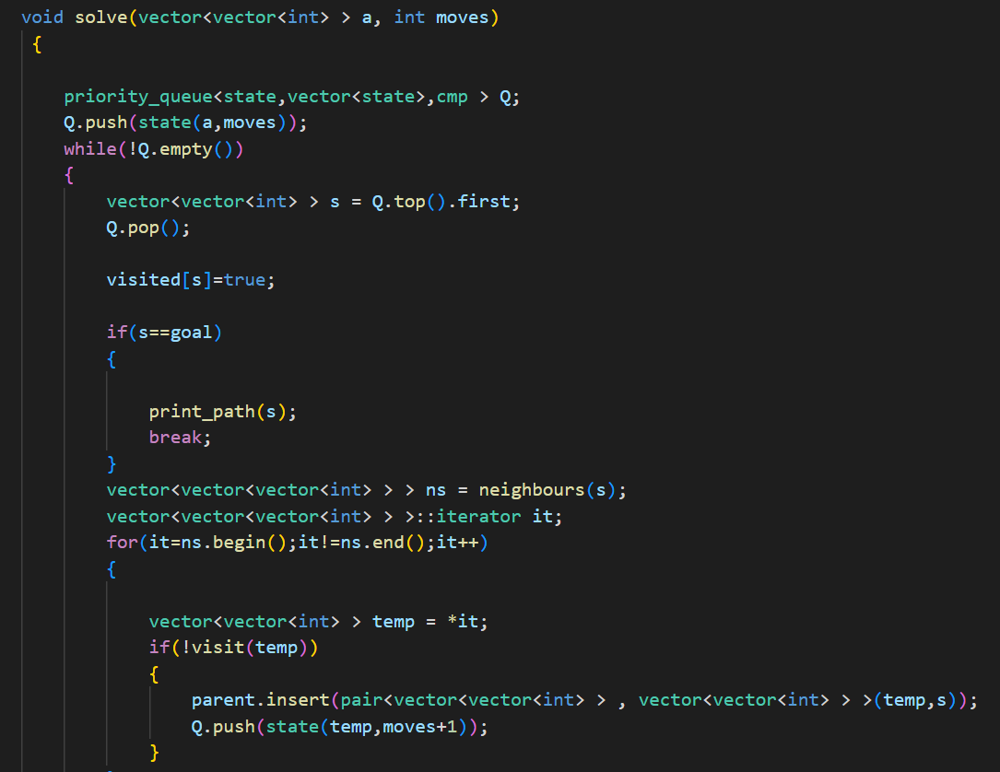 void solve(vector<vector<int> > a, int moves)
{
priority_queue<state,vector<state>,cmp > Q;
Q.push(state(a,moves));
while(!Q.empty())
{
vector<vector<int> > s = Q.top().first;
Q.pop();
visited[s]=true;
if(s==goal)
{
print_path(s);
break;
}
vector<vector<vector<int> > > ns = neighbours(s);
vector<vector<vector<int> > >::iterator it;
for(it=ns.begin();it!=ns.end();it++)
{
vector<vector<int> > temp = *it;
if(!visit(temp))
{
parent.insert(pair<vector<vector<int> > , vector<vector<int> > >(temp,s));
Q.push(state(temp,moves+1));
}